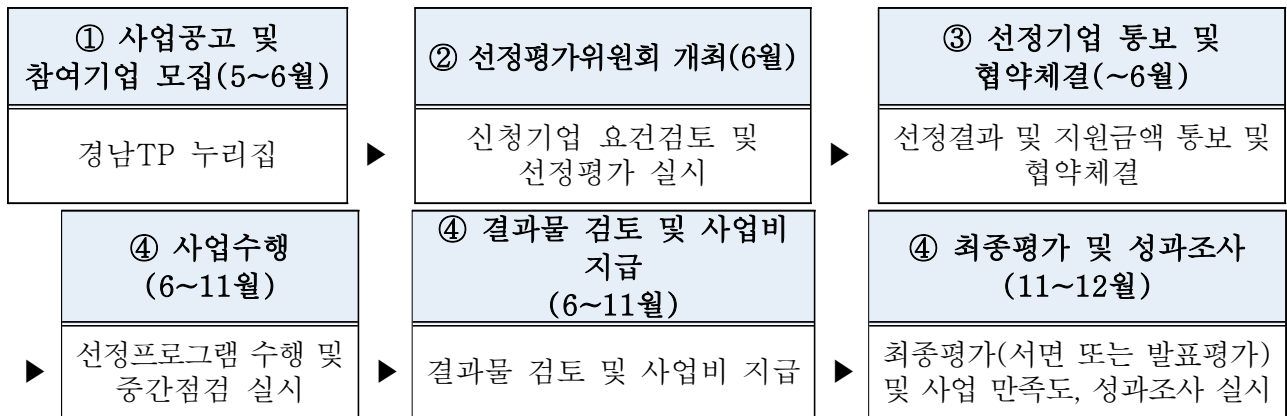 ① 사업공고 및
참여기업 모집(5~6월)
경남TP 누리집
▶
② 선정평가위원회 개최(6월)
신청기업 요건검토 및
선정평가 실시
▶
③ 선정기업 통보 및
협약체결(~6월)
선정결과 및 지원금액 통보 및
협약체결
▶
④ 사업수행
(6~11월)
선정프로그램 수행 및
중간점검 실시
▶
④ 결과물 검토 및 사업비
지급
(6~11월)
결과물 검토 및 사업비 지급
▶
④ 최종평가 및 성과조사
(11~12월)
최종평가(서면 또는 발표평가)
및 사업 만족도, 성과조사 실시